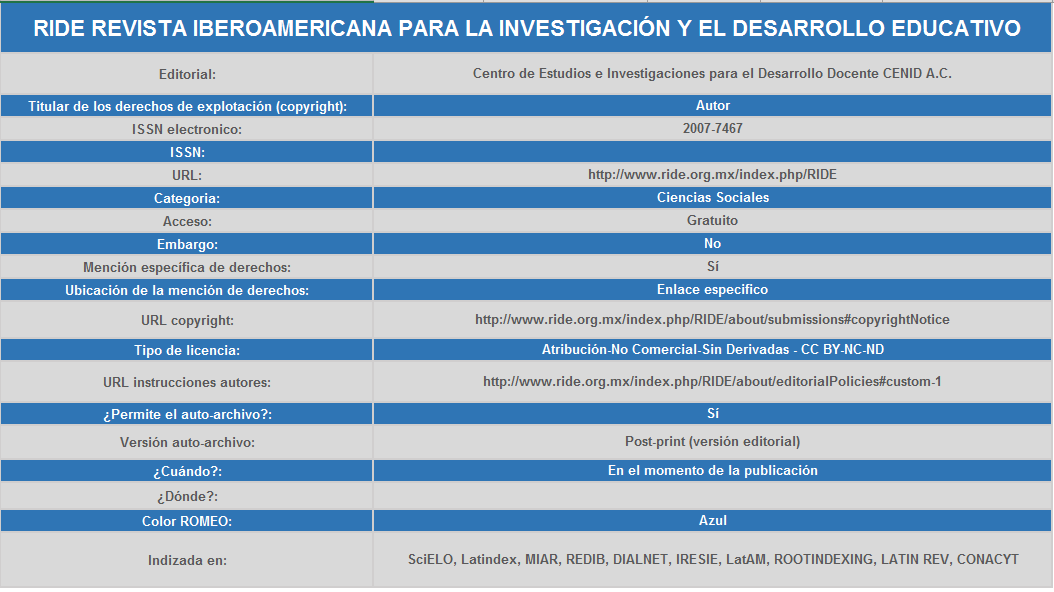 RIDE REVISTA IBEROAMERICANA PARA LA INVESTIGACIÓN Y EL DESARROLLO EDUCATIVO
Editorial: Centro de Estudios e Investigaciones para el Desarrollo Docente CENID A.C.
Titular de los derechos de explotación (copyright): Autor
ISSN electronico: 2007-7467
ISSN:
URL: http://www.ride.org.mx/index.php/RIDE
Categoria: Ciencias Sociales
Acceso: Gratuito
Embargo: No
Mención específica de derechos: Sí
Ubicación de la mención de derechos: Enlace especifico
URL copyright: http://www.ride.org.mx/index.php/RIDE/about/submissions#copyrightNotice
Tipo de licencia: Atribución-No Comercial-Sin Derivadas - CC BY-NC-ND
URL instrucciones autores: http://www.ride.org.mx/index.php/RIDE/about/editorialPolicies#custom-1
¿Permite el auto-archivo?: Sí
Versión auto-archivo: Post-print (versión editorial)
¿Cuándo?: En el momento de la publicación
¿Dónde?:
Color ROMEO: Azul
Indizada en: SciELO, Latindex, MIAR, REDIB, DIALNET, IRESIE, LatAM, ROOTINDEXING, LATIN REV, CONACYT